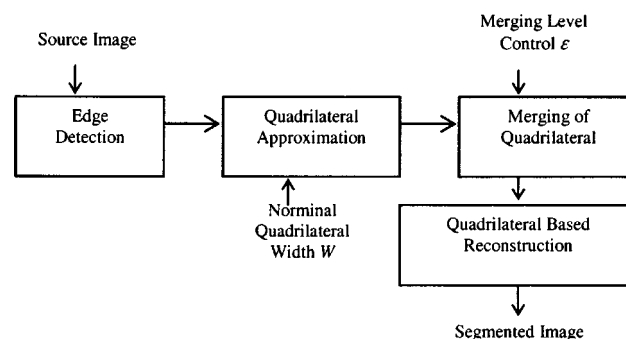 Source Image
Merging Level
Control ε
Edge
Detection
Quadrilateral
Approximation
Merging of
Quadrilateral
Norminal
Quadrilateral
Width W
Quadrilateral Based
Reconstruction
Segmented Image